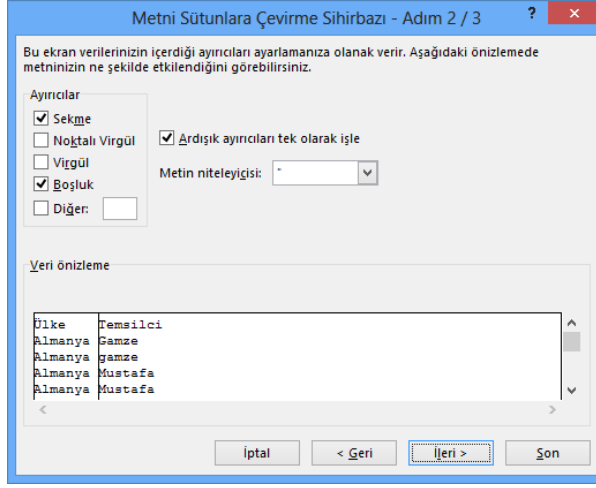 Metni Sütunlara Çevirme Sihirbazı - Adım 2 / 3
? ×
Bu ekran verilerinizin içerdiği ayırıcıları ayarlamanıza olanak verir. Aşağıdaki önizlemede
metninizin ne şekilde etkilendiğini görebilirsiniz.
Ayırıcılar
Sekme
Noktalı Virgül
Virgül
Boşluk
Diğer:
Ardışık ayırıcıları tek olarak işle
Metin niteleyiçisi: "
Veri önizleme
Ülke Temsilci
Almanya Gamze
Almanya gamze
Almanya Mustafa
Almanya Mustafa
İptal < Geri İleri > Son